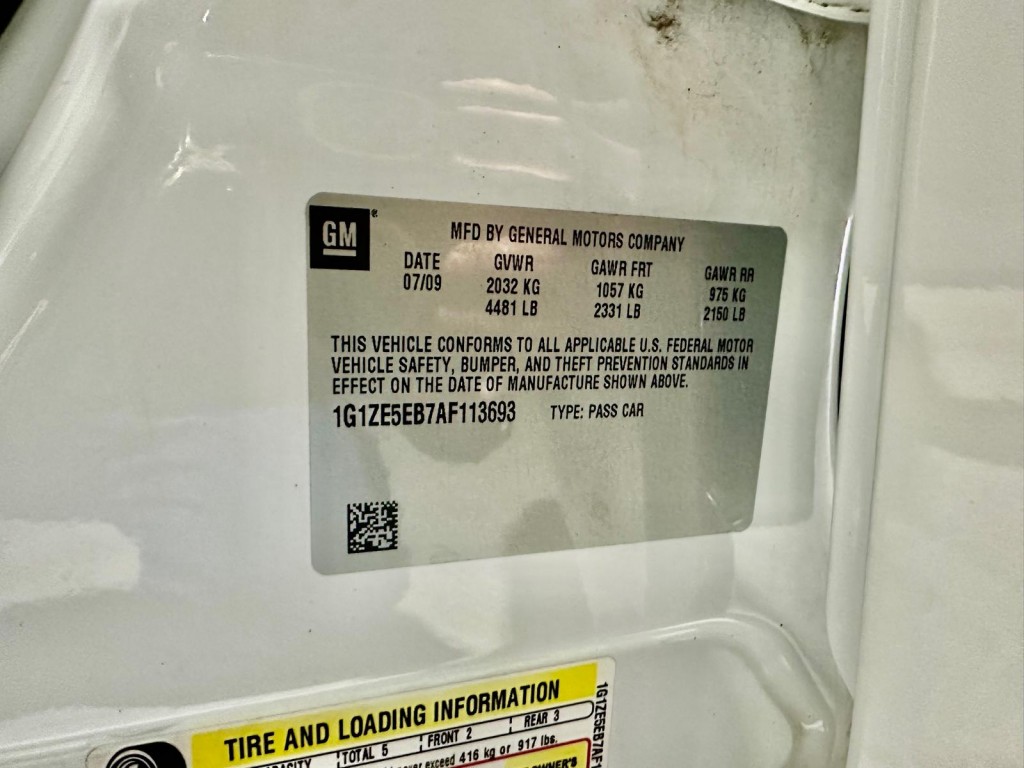 GM®
MFD BY GENERAL MOTORS COMPANY
DATE GVWR GAWR FRT GAWR RR
07/09 2032 KG 1057 KG 975 KG
4481 LB 2331 LB 2150 LB
THIS VEHICLE CONFORMS TO ALL APPLICABLE U.S. FEDERAL MOTOR
VEHICLE SAFETY, BUMPER, AND THEFT PREVENTION STANDARDS IN
EFFECT ON THE DATE OF MANUFACTURE SHOWN ABOVE.
1G1ZE5EB7AF113693 TYPE: PASS CAR
TIRE AND LOADING INFORMATION
TOTAL 5 FRONT 2 REAR 3
exceed 416 kg or 917 lbs.
OWNER'S
1G1ZE5EB7AF1